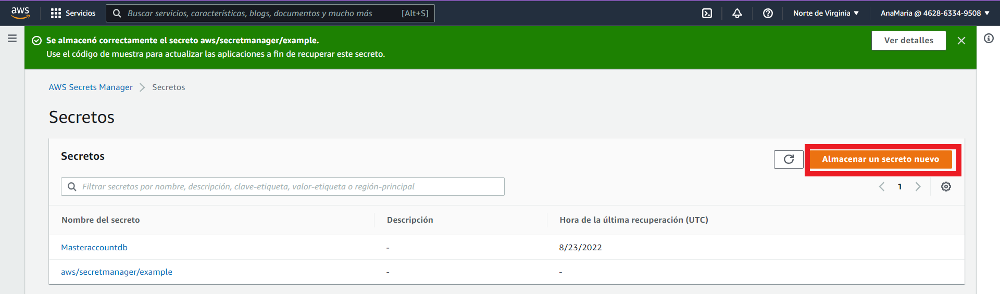 aws
Servicios
Buscar servicios, características, blogs, documentos y mucho más [Alt+S]
Norte de Virginia
AnaMaria @ 4628-6334-9508
Se almacenó correctamente el secreto aws/secretmanager/example.
Use el código de muestra para actualizar las aplicaciones a fin de recuperar este secreto.
Ver detalles
AWS Secrets Manager
Secretos
Secretos
Secretos
Almacenar un secreto nuevo
Filtrar secretos por nombre, descripción, clave-etiqueta, valor-etiqueta o región-principal
1
Nombre del secreto
Descripción
Hora de la última recuperación (UTC)
Masteraccountdb
-
8/23/2022
aws/secretmanager/example
-
-